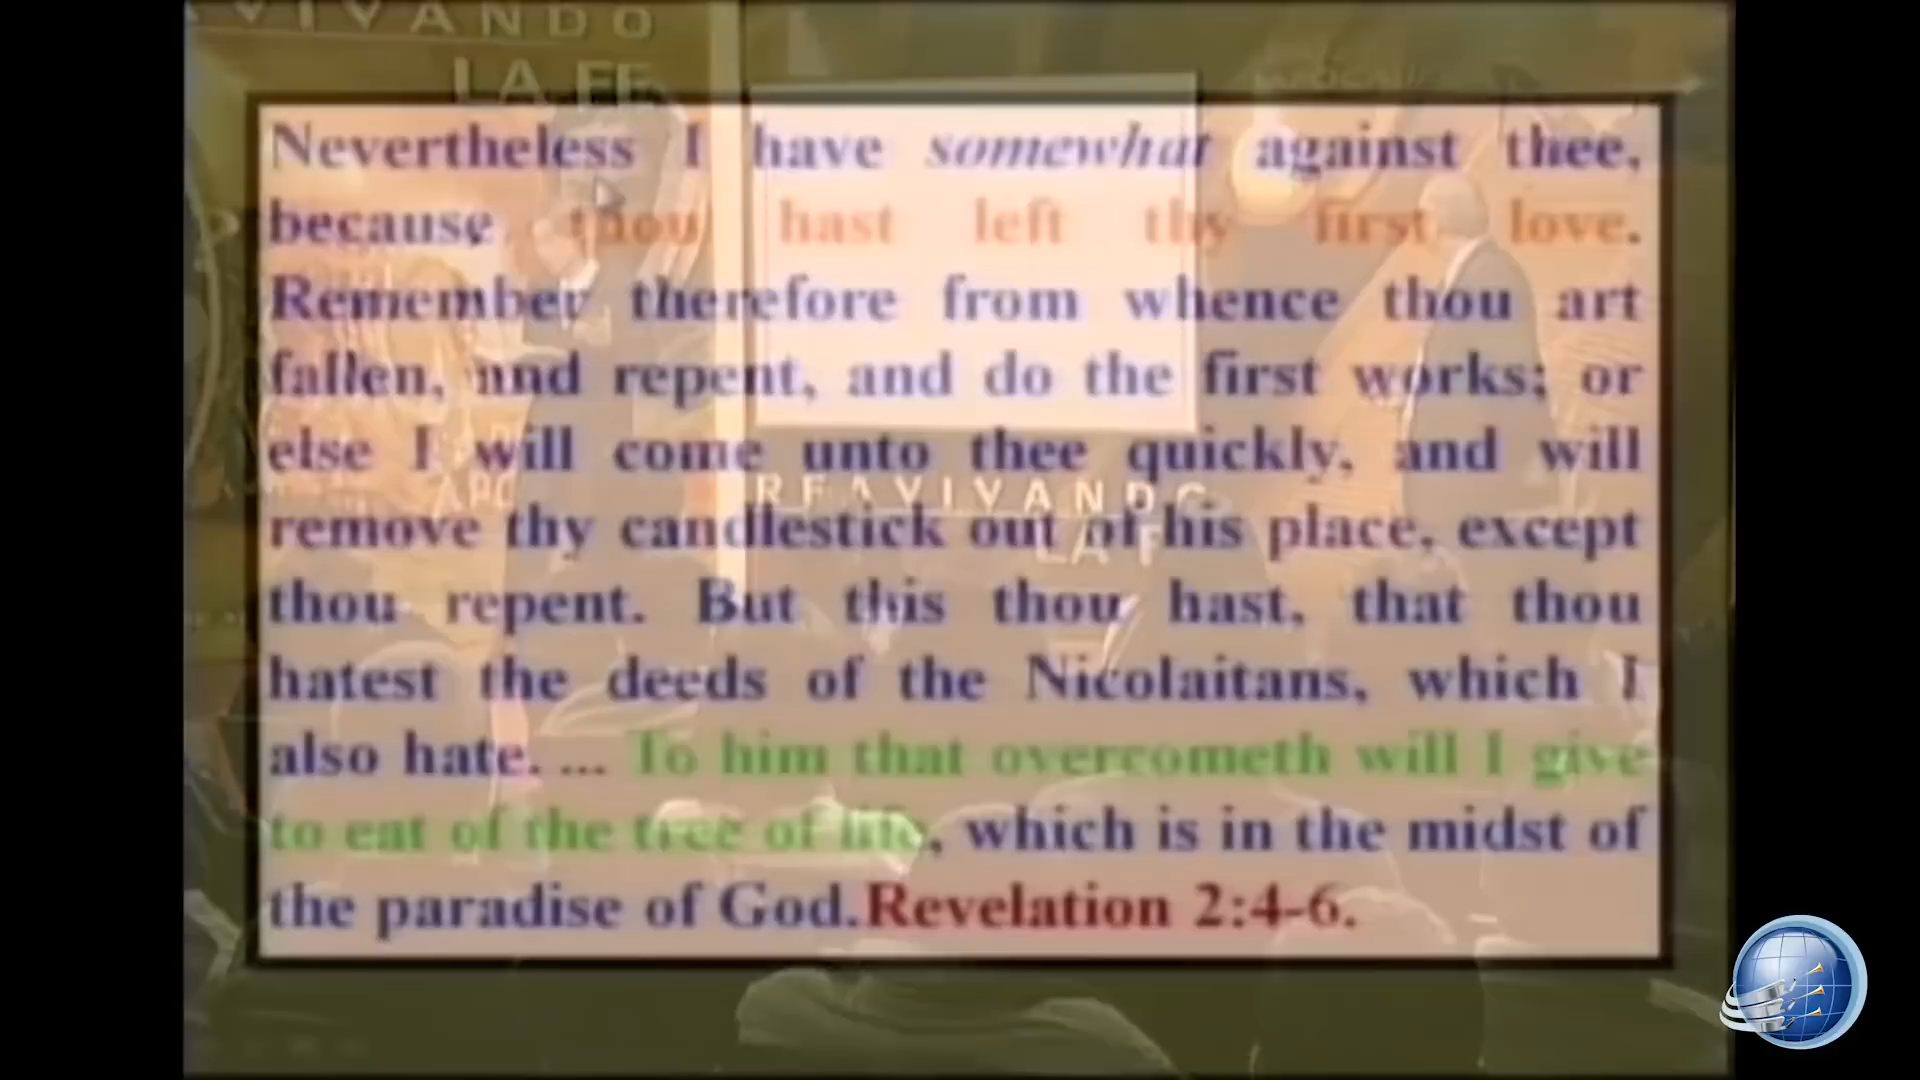 AVIVANDO
LA FE
Nevertheless I have somewhat against thee,
because thou hast left thy first love.
Remember therefore from whence thou art
fallen, and repent, and do the first works; or
else I will come unto thee quickly, and will
remove thy candlestick out of his place, except
thou repent. But this thou hast, that thou
hatest the deeds of the Nicolaitans, which I
also hate. ... To him that overcometh will I give
to eat of the tree of life, which is in the midst of
the paradise of God.Revelation 2:4-6.
REAVIVANDO
LA F